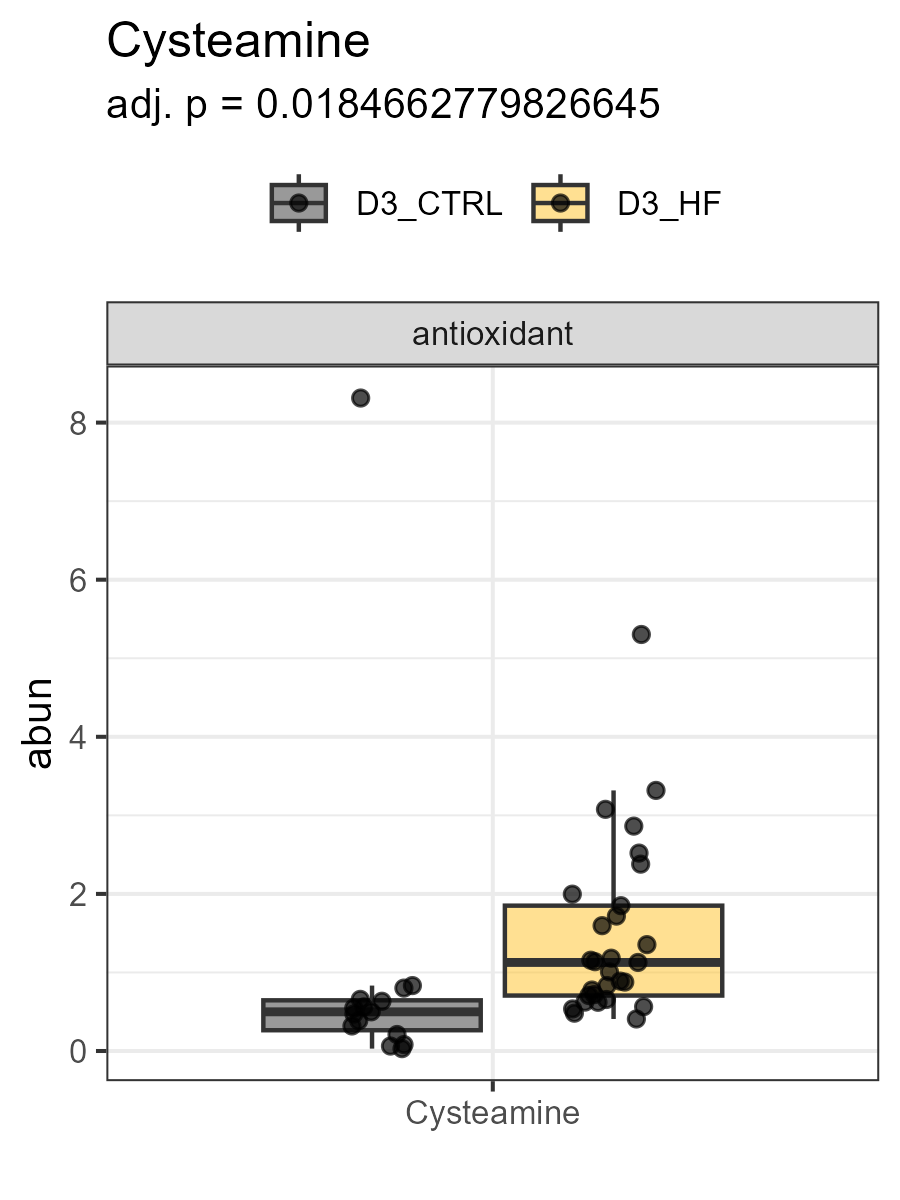 Cysteamine
adj. p = 0.0184662779826645
D3_CTRL D3_HF
antioxidant
8
6
4
2
0
abun
Cysteamine